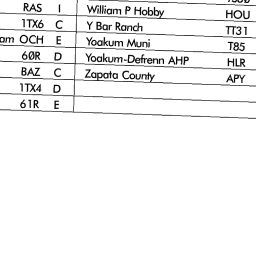 RAS I William P Hobby HOU
1TX6 C Y Bar Ranch TT31
am OCH E Yoakum Muni T85
6ØR D Yoakum-Defrenn AHP HLR
BAZ C Zapata County APY
1TX4 D
61R E